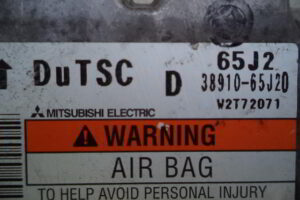 DuTSC D 65J2
38910-65J20
W2T72071
MITSUBISHI ELECTRIC
WARNING
AIR BAG
TO HELP AVOID PERSONAL INJURY